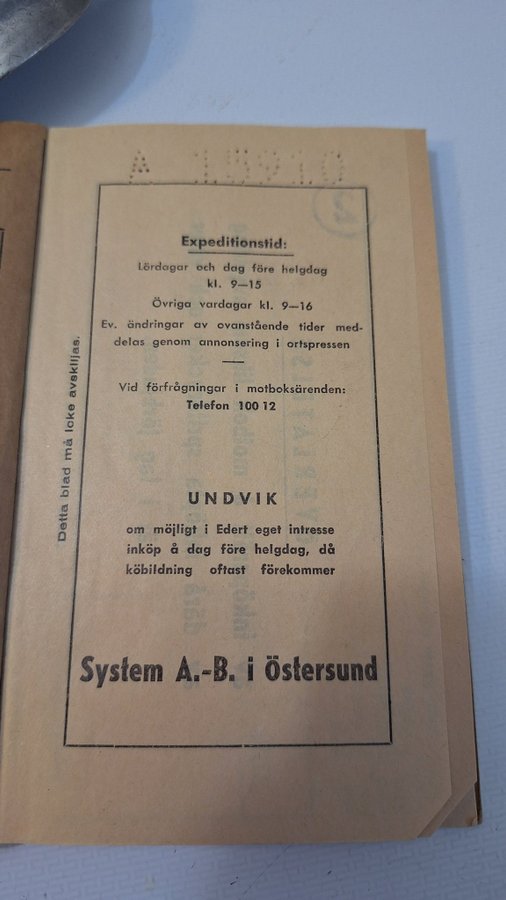 Expeditionstid:
Lördagar och dag före helgdag
kl. 9—15
Övriga vardagar kl. 9—16
Ev. ändringar av ovanstående tider med-
delas genom annonsering i ortspressen
Vid förfrågningar i motboksärenden:
Telefon 100 12
UNDVIK
om möjligt i Edert eget intresse
inköp å dag före helgdag, då
köbildning oftast förekommer
System A.-B. i Östersund
Detta blad må icke avskiljas.